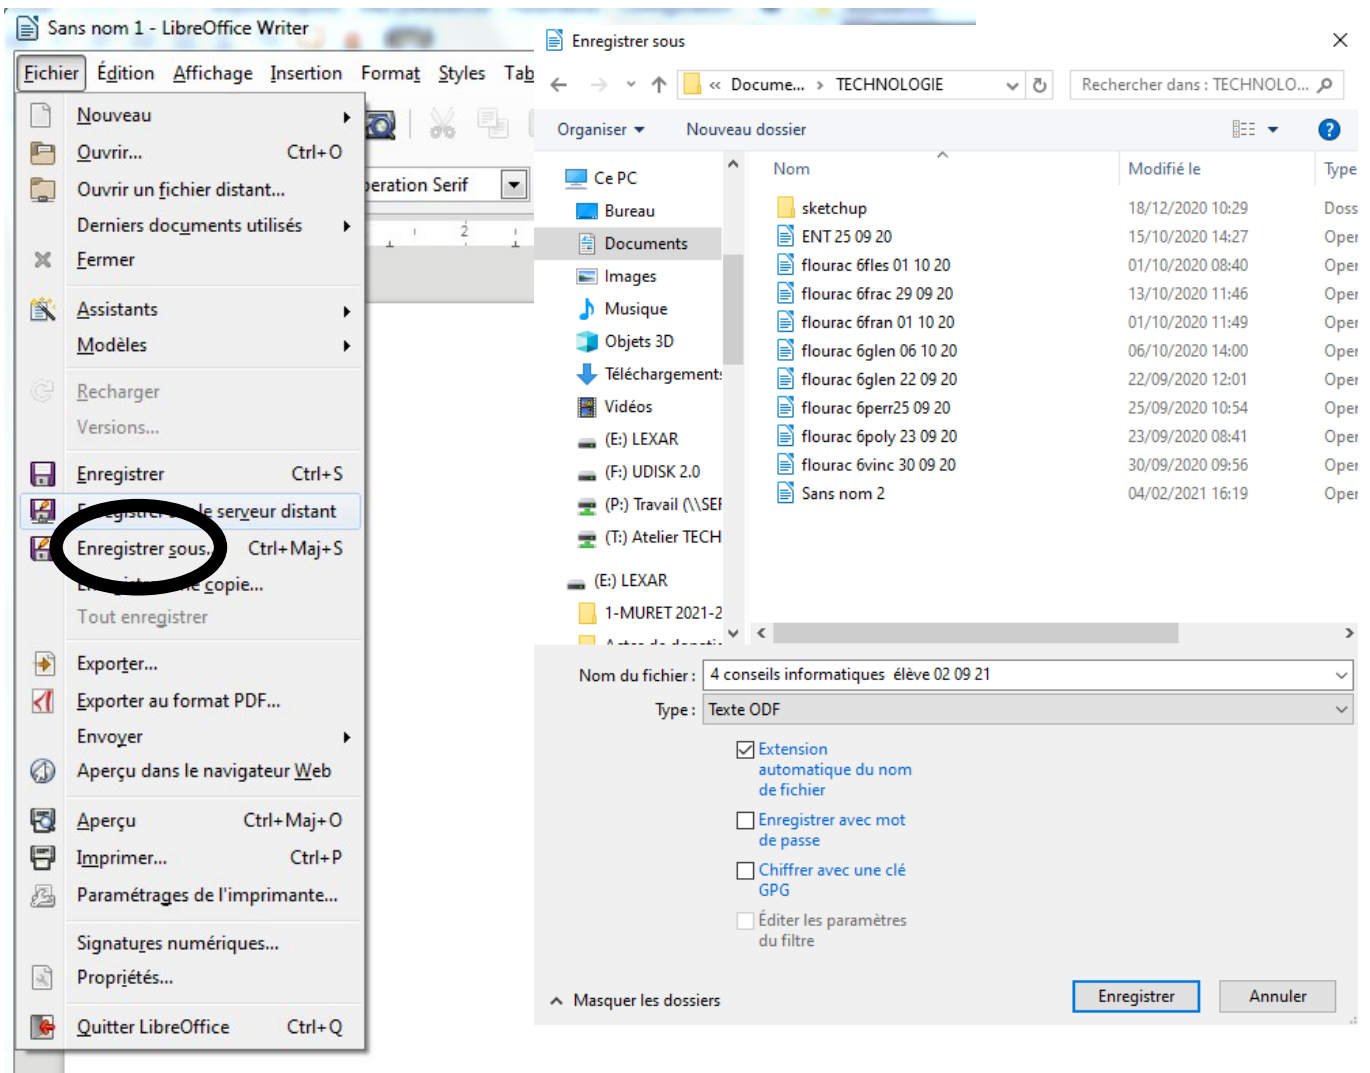 Sans nom 1 - LibreOffice Writer
Fichier Édition Affichage Insertion Format Styles Tab
Nouveau
Ouvrir... Ctrl+O
Ouvrir un fichier distant...
Derniers documents utilisés
Fermer
Assistants
Modèles
Recharger
Versions...
Enregistrer Ctrl+S
le serveur distant
Enregistrer sous... Ctrl+Maj+S
copie...
Tout enregistrer
Exporter...
Exporter au format PDF...
Envoyer
Aperçu dans le navigateur Web
Aperçu Ctrl+Maj+O
Imprimer... Ctrl+P
Paramétrages de l'imprimante...
Signatures numériques...
Propriétés...
Quitter LibreOffice Ctrl+Q
eration Serif
2
Enregistrer sous
« Docume... › TECHNOLOGIE
Rechercher dans : TECHNOLO...
Organiser Nouveau dossier
Ce PC
Bureau
Documents
Images
Musique
Objets 3D
Téléchargements
Vidéos
(E:) LEXAR
(F:) UDISK 2.0
(P:) Travail (\\SER
(T:) Atelier TECH
(E:) LEXAR
1-MURET 2021-2
Nom Modifié le Type
sketchup 18/12/2020 10:29 Doss
ENT 25 09 20 15/10/2020 14:27 Oper
flourac 6fles 01 10 20 01/10/2020 08:40 Oper
flourac 6frac 29 09 20 13/10/2020 11:46 Oper
flourac 6fran 01 10 20 01/10/2020 11:49 Oper
flourac 6glen 06 10 20 06/10/2020 14:00 Oper
flourac 6glen 22 09 20 22/09/2020 12:01 Oper
flourac 6perr25 09 20 25/09/2020 10:54 Oper
flourac 6poly 23 09 20 23/09/2020 08:41 Oper
flourac 6vinc 30 09 20 30/09/2020 09:56 Oper
Sans nom 2 04/02/2021 16:19 Oper
Nom du fichier : 4 conseils informatiques élève 02 09 21
Type : Texte ODF
Extension
automatique du nom
de fichier
Enregistrer avec mot
de passe
Chiffrer avec une clé
GPG
Éditer les paramètres
du filtre
Masquer les dossiers
Enregistrer Annuler